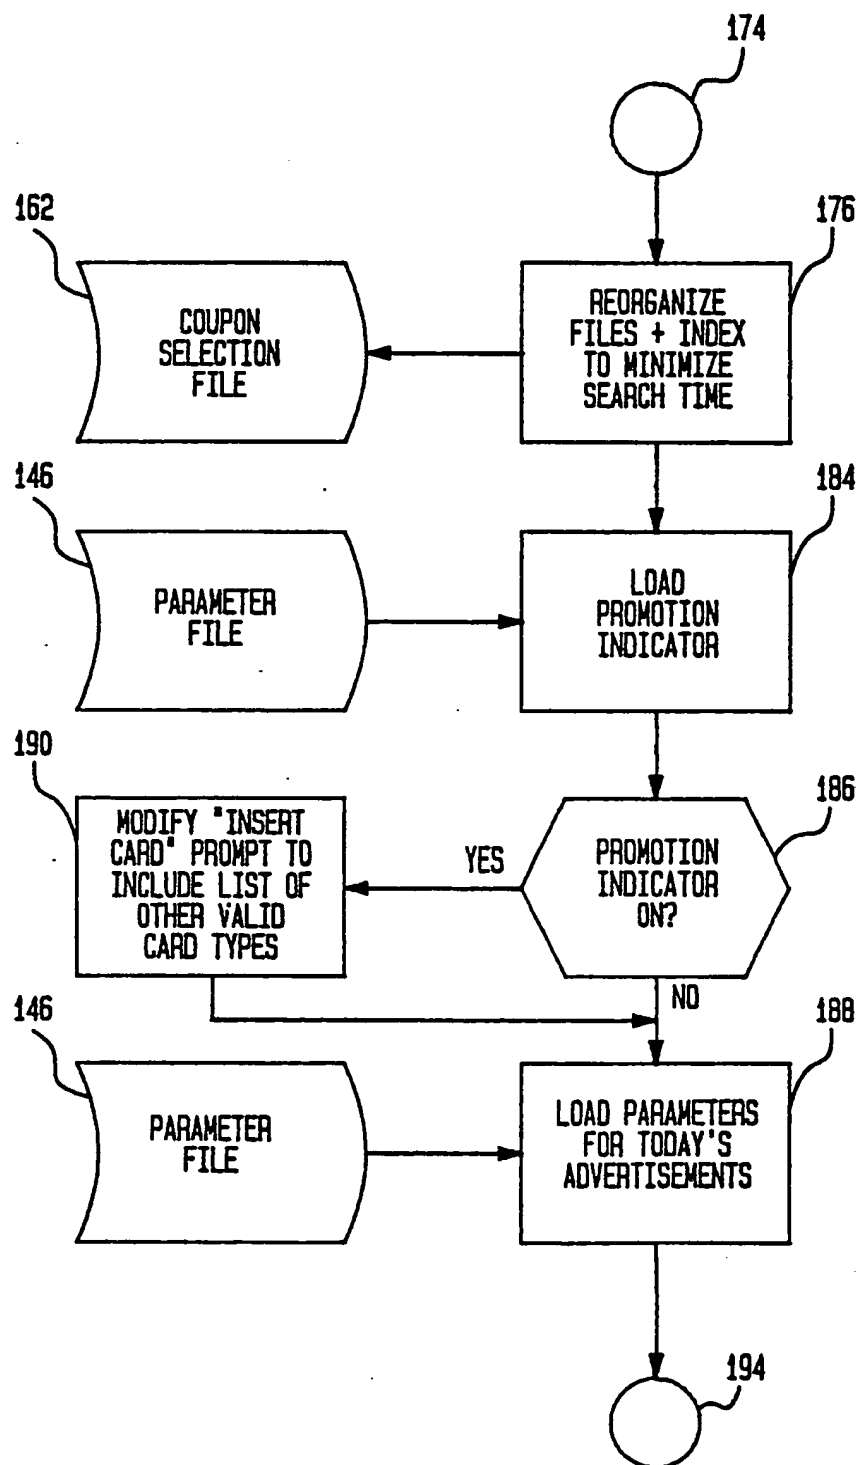 174
162
176
COUPON
SELECTION
FILE
REORGANIZE
FILES + INDEX
TO MINIMIZE
SEARCH TIME
146
184
PARAMETER
FILE
LOAD
PROMOTION
INDICATOR
190
186
MODIFY "INSERT
CARD" PROMPT TO
INCLUDE LIST OF
OTHER VALID
CARD TYPES
YES
PROMOTION
INDICATOR
ON?
NO
146
188
PARAMETER
FILE
LOAD PARAMETERS
FOR TODAY'S
ADVERTISEMENTS
194